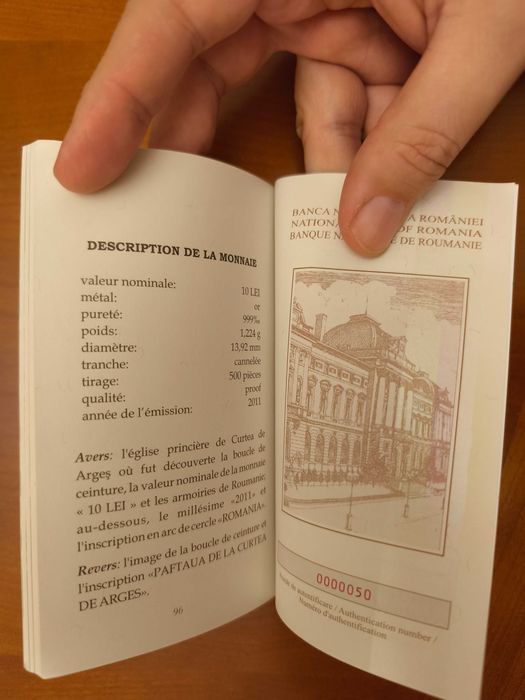 DESCRIPTION DE LA MONNAIE
valeur nominale: 10 LEI
métal: or
pureté: 999‰
poids: 1,224 g
diamètre: 13,92 mm
tranche: cannelée
tirage: 500 pièces
qualité: proof
année de l'émission: 2011
Avers: l'église princière de Curtea de
Argeş où fut découverte la boucle de
ceinture, la valeur nominale de la monnaie
« 10 LEI » et les armoiries de Roumanie;
au-dessous, le millésime «2011» et
l'inscription en arc de cercle «ROMANIA».
Revers: l'image de la boucle de ceinture et
l'inscription «PAFTAUA DE LA CURTEA
DE ARGES».
96
BANCA A ROMÂNIEI
NATIONAL OF ROMANIA
BANQUE DE ROUMANIE
0000050
de autentificare / Authentication number /
Numéro d'authentification